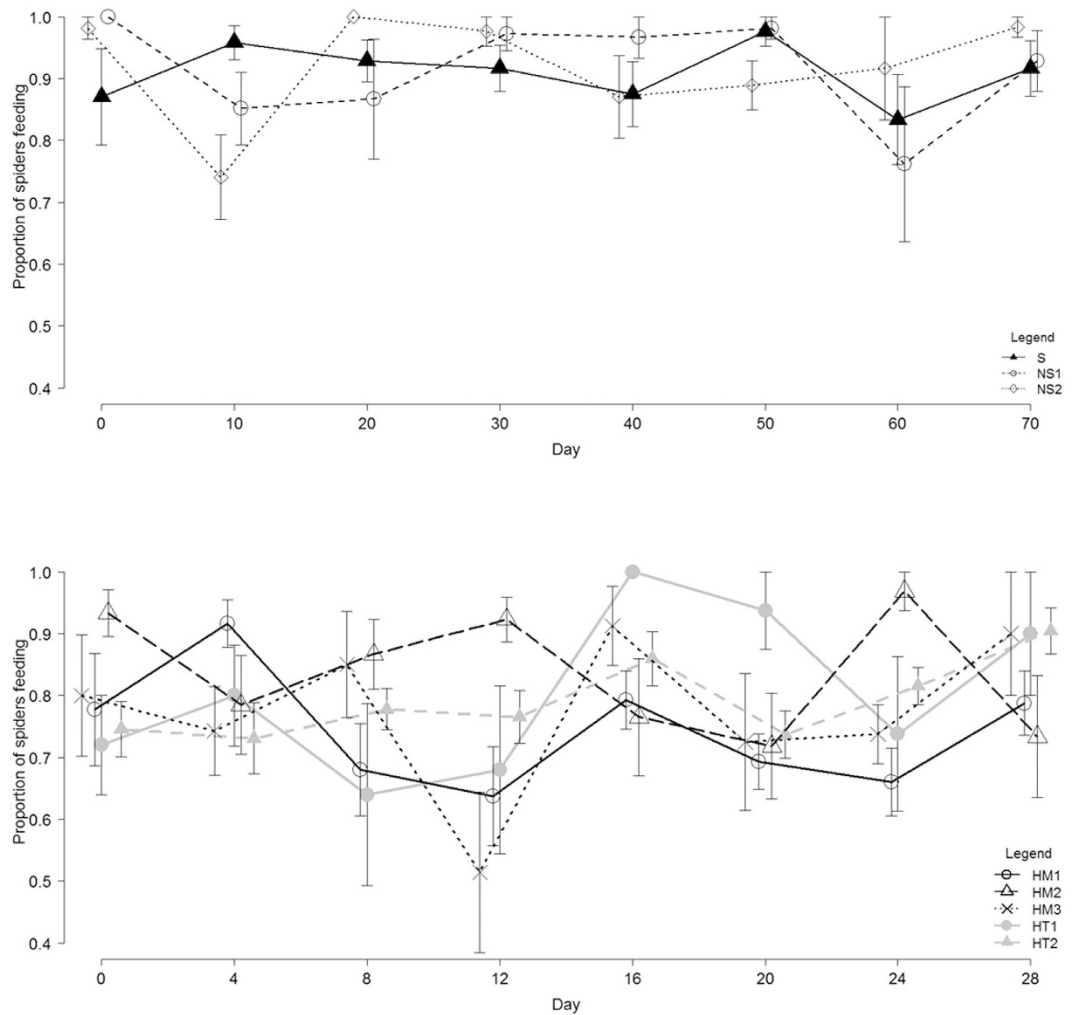 Proportion of spiders feeding
1.0
0.9
0.8
0.7
0.6
0.5
0.4
Legend
S
NS1
NS2
0 10 20 30 40 50 60 70
Day
Proportion of spiders feeding
1.0
0.9
0.8
0.7
0.6
0.5
0.4
Legend
HM1
HM2
HM3
HT1
HT2
0 4 8 12 16 20 24 28
Day